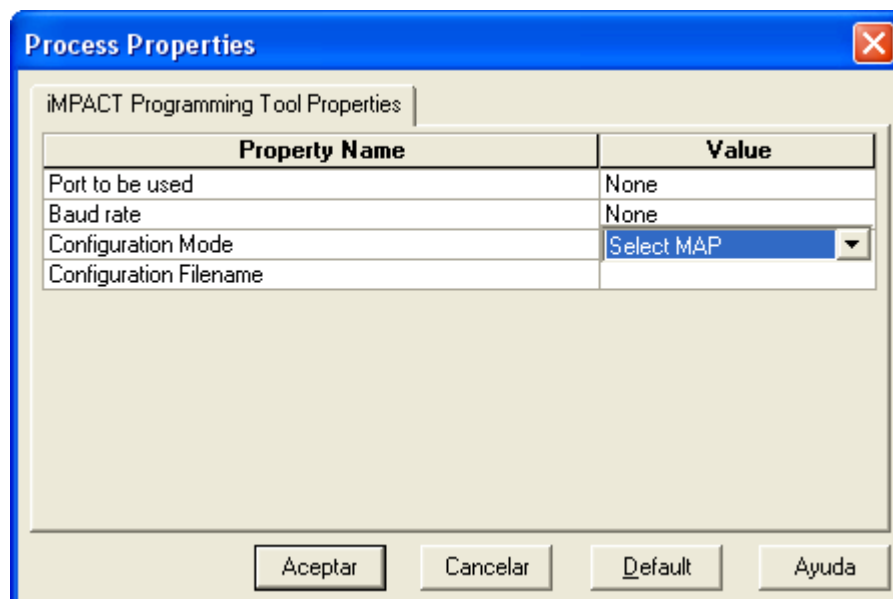 Process Properties
iMPACT Programming Tool Properties
Property Name Value
Port to be used None
Baud rate None
Configuration Mode Select MAP
Configuration Filename
Aceptar Cancelar Default Ayuda